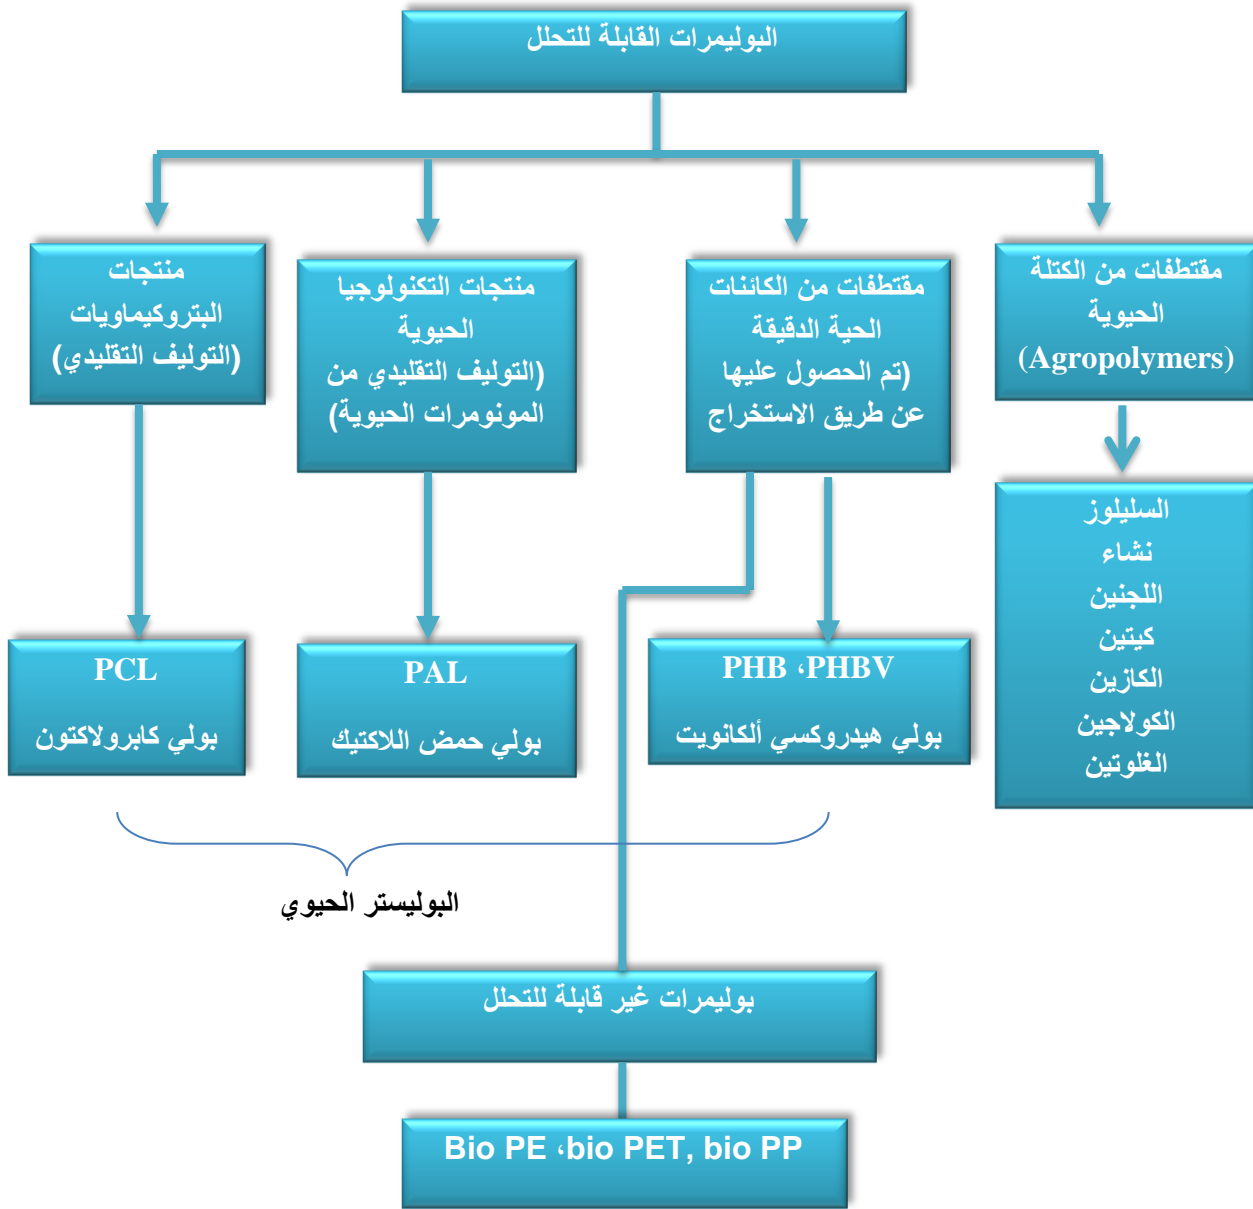 البوليمرات القابلة للتحلل
مقتطفات من الكتلة
الحيوية
(Agropolymers)
مقتطفات من الكائنات
الحية الدقيقة
(تم الحصول عليها
عن طريق الاستخراج
منتجات التكنولوجيا
الحيوية
(التوليف التقليدي من
المونومرات الحيوية)
منتجات
البتروكيماويات
(التوليف التقليدي)
السليلوز
نشاء
اللجنين
كيتين
الكازين
الكولاجين
الغلوتين
PHB ،PHBV
بولي هيدروكسي ألكانويت
PAL
بولي حمض اللاكتيك
PCL
بولي كابرولاكتون
البوليستر الحيوي
بوليمرات غير قابلة للتحلل
Bio PE ،bio PET, bio PP